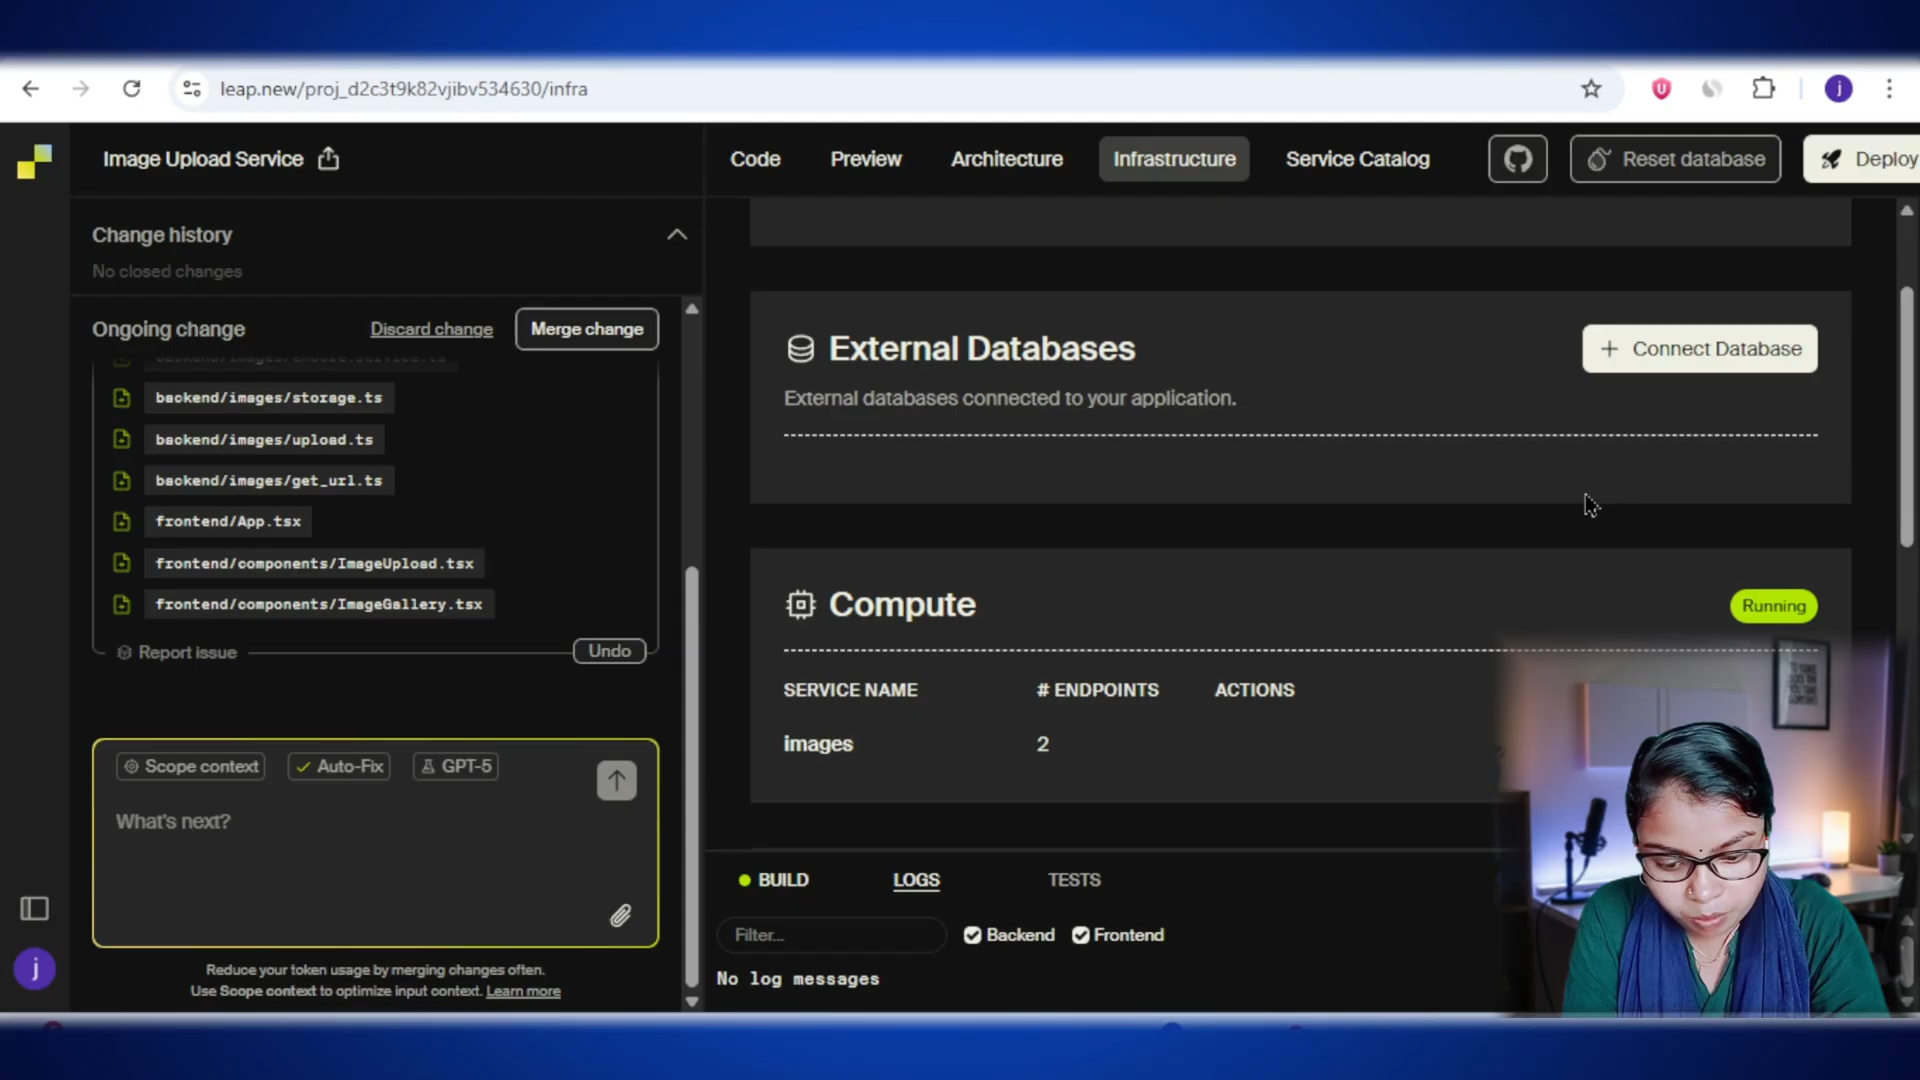 leap.new/proj_d2c3t9k82vjibv534630/infra
j
Image Upload Service
Code
Preview
Architecture
Infrastructure
Service Catalog
Reset database
Deploy
Change history
No closed changes
Ongoing change
Discard change
Merge change
backend/images/encore.service.ts
backend/images/storage.ts
backend/images/upload.ts
backend/images/get_url.ts
frontend/App.tsx
frontend/components/ImageUpload.tsx
frontend/components/ImageGallery.tsx
Report issue
Undo
Scope context
Auto-Fix
GPT-5
What's next?
Reduce your token usage by merging changes often.
Use Scope context to optimize input context. Learn more
j
External Databases
+ Connect Database
External databases connected to your application.
Compute
Running
SERVICE NAME
# ENDPOINTS
ACTIONS
images
2
BUILD
LOGS
TESTS
Filter...
Backend
Frontend
No log messages